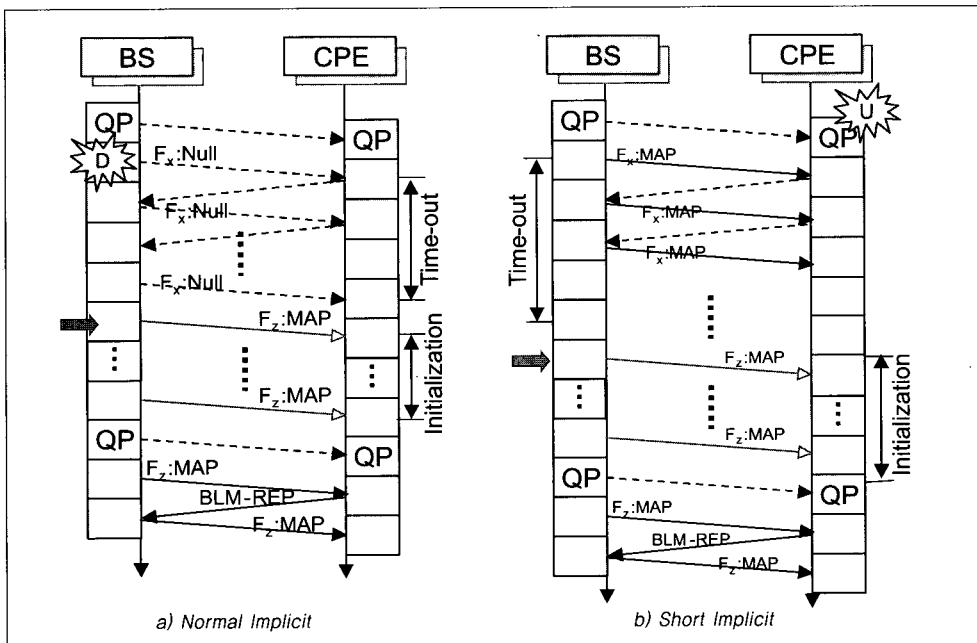 BS
CPE
QP
QP
D
Fx:Null
Fx:Null
Fx:Null
Time-out
Fz:MAP
Fz:MAP
Initialization
QP
QP
Fz:MAP
BLM-REP
Fz:MAP
a) Normal Implicit
BS
CPE
U
QP
QP
Fx:MAP
Fx:MAP
Fx:MAP
Time-out
Fz:MAP
Fz:MAP
Initialization
QP
QP
Fz:MAP
BLM-REP
Fz:MAP
b) Short Implicit